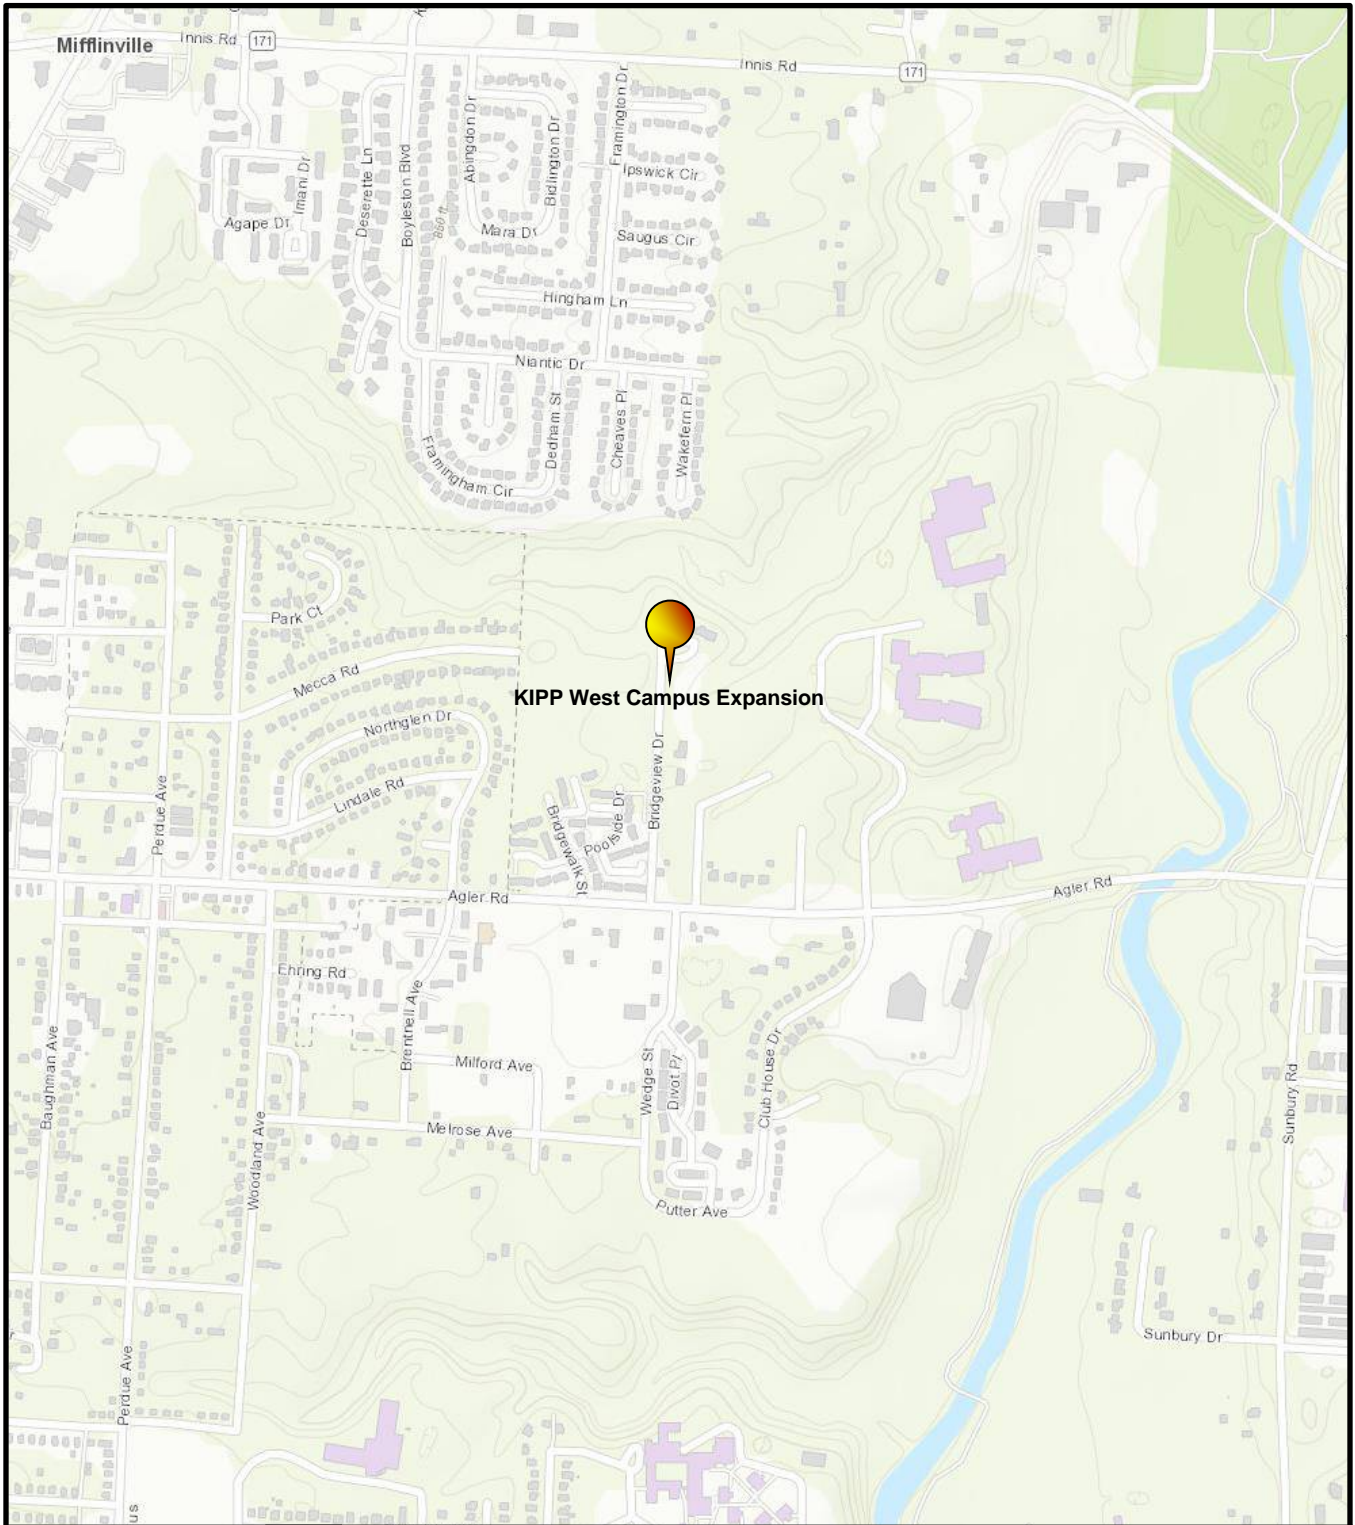 Mifflinville
Innis Rd
171
Innis Rd
171
Abingdon Dr
Bidlington Dr
Framington Dr
Deserette Ln
Boyleston Blvd
Imani Dr
Agape Dr
860 ft
Mara Dr
Ipswick Cir
Saugus Cir
Hingham Ln
Niantic Dr
Dedham St
Cheaves Pl
Wakefern Pl
Framingham Cir
Park Ct
Mecca Rd
Northglen Dr
Lindale Rd
Perdue Ave
KIPP West Campus Expansion
Bridgeview Dr
Poolside Dr
Bridgewalk St
Agler Rd
Agler Rd
Ehring Rd
Brentnell Ave
Baughman Ave
Milford Ave
Wedge St
Divot Pl
Club House Dr
Sunbury Rd
Woodland Ave
Melrose Ave
Putter Ave
Sunbury Dr
Perdue Ave
us